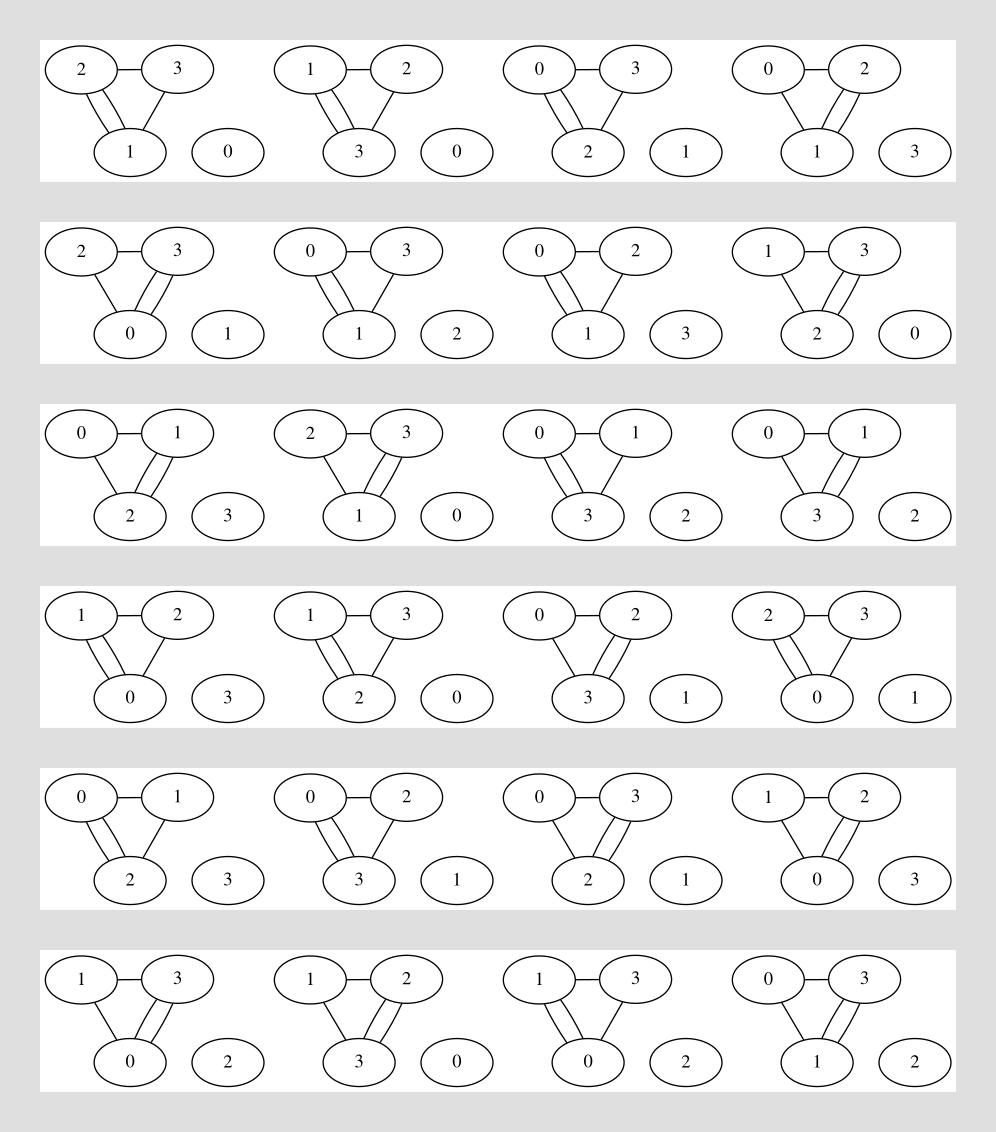 2 3 1 2 0 3 0 2
1 0 3 0 2 1 1 3
2 3 0 3 0 2 1 3
0 1 1 2 1 3 2 0
0 1 2 3 0 1 0 1
2 3 1 0 3 2 3 2
1 2 1 3 0 2 2 3
0 3 2 0 3 1 0 1
0 1 0 2 0 3 1 2
2 3 3 1 2 1 0 3
1 3 1 2 1 3 0 3
0 2 3 0 0 2 1 2